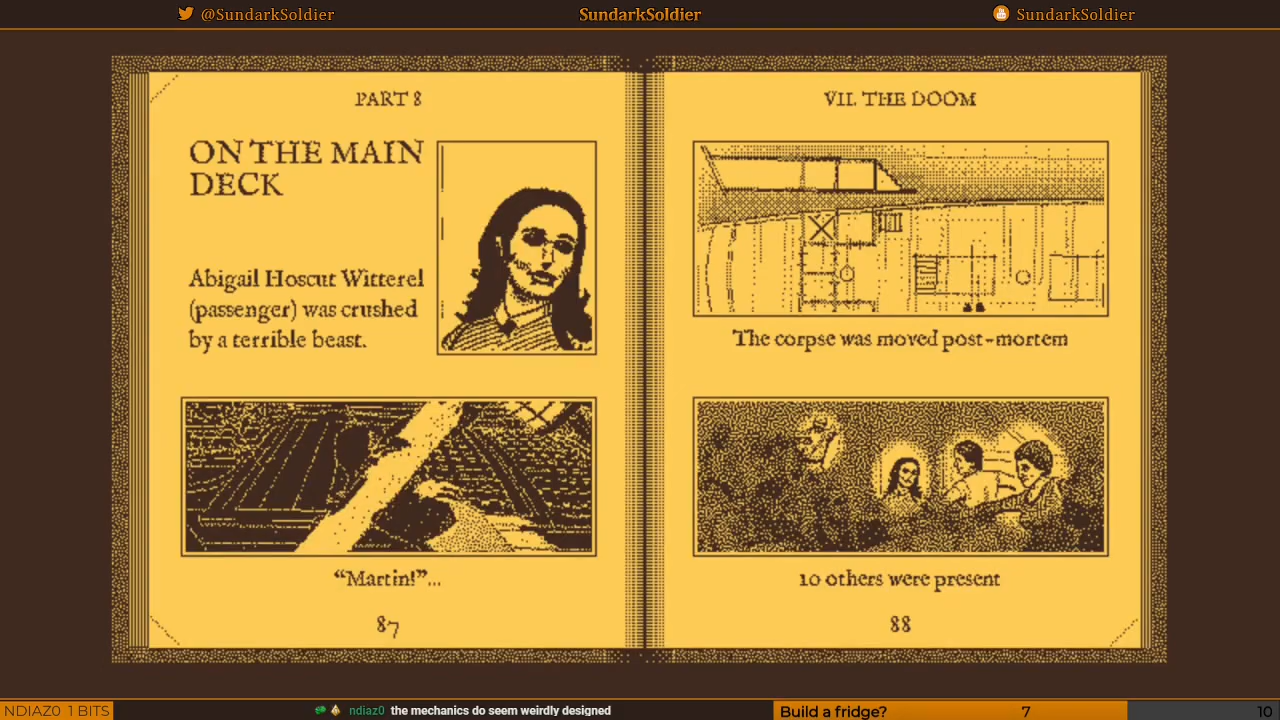 @SundarkSoldier
SundarkSoldier
SundarkSoldier
PART 8
VII. THE DOOM
ON THE MAIN
DECK
Abigail Hoscut Witterel
(passenger) was crushed
by a terrible beast.
The corpse was moved post-mortem
"Martin!"...
10 others were present
87
88
NDIAZ0 1 BITS
ndiaz0 the mechanics do seem weirdly designed
Build a fridge? 7 10